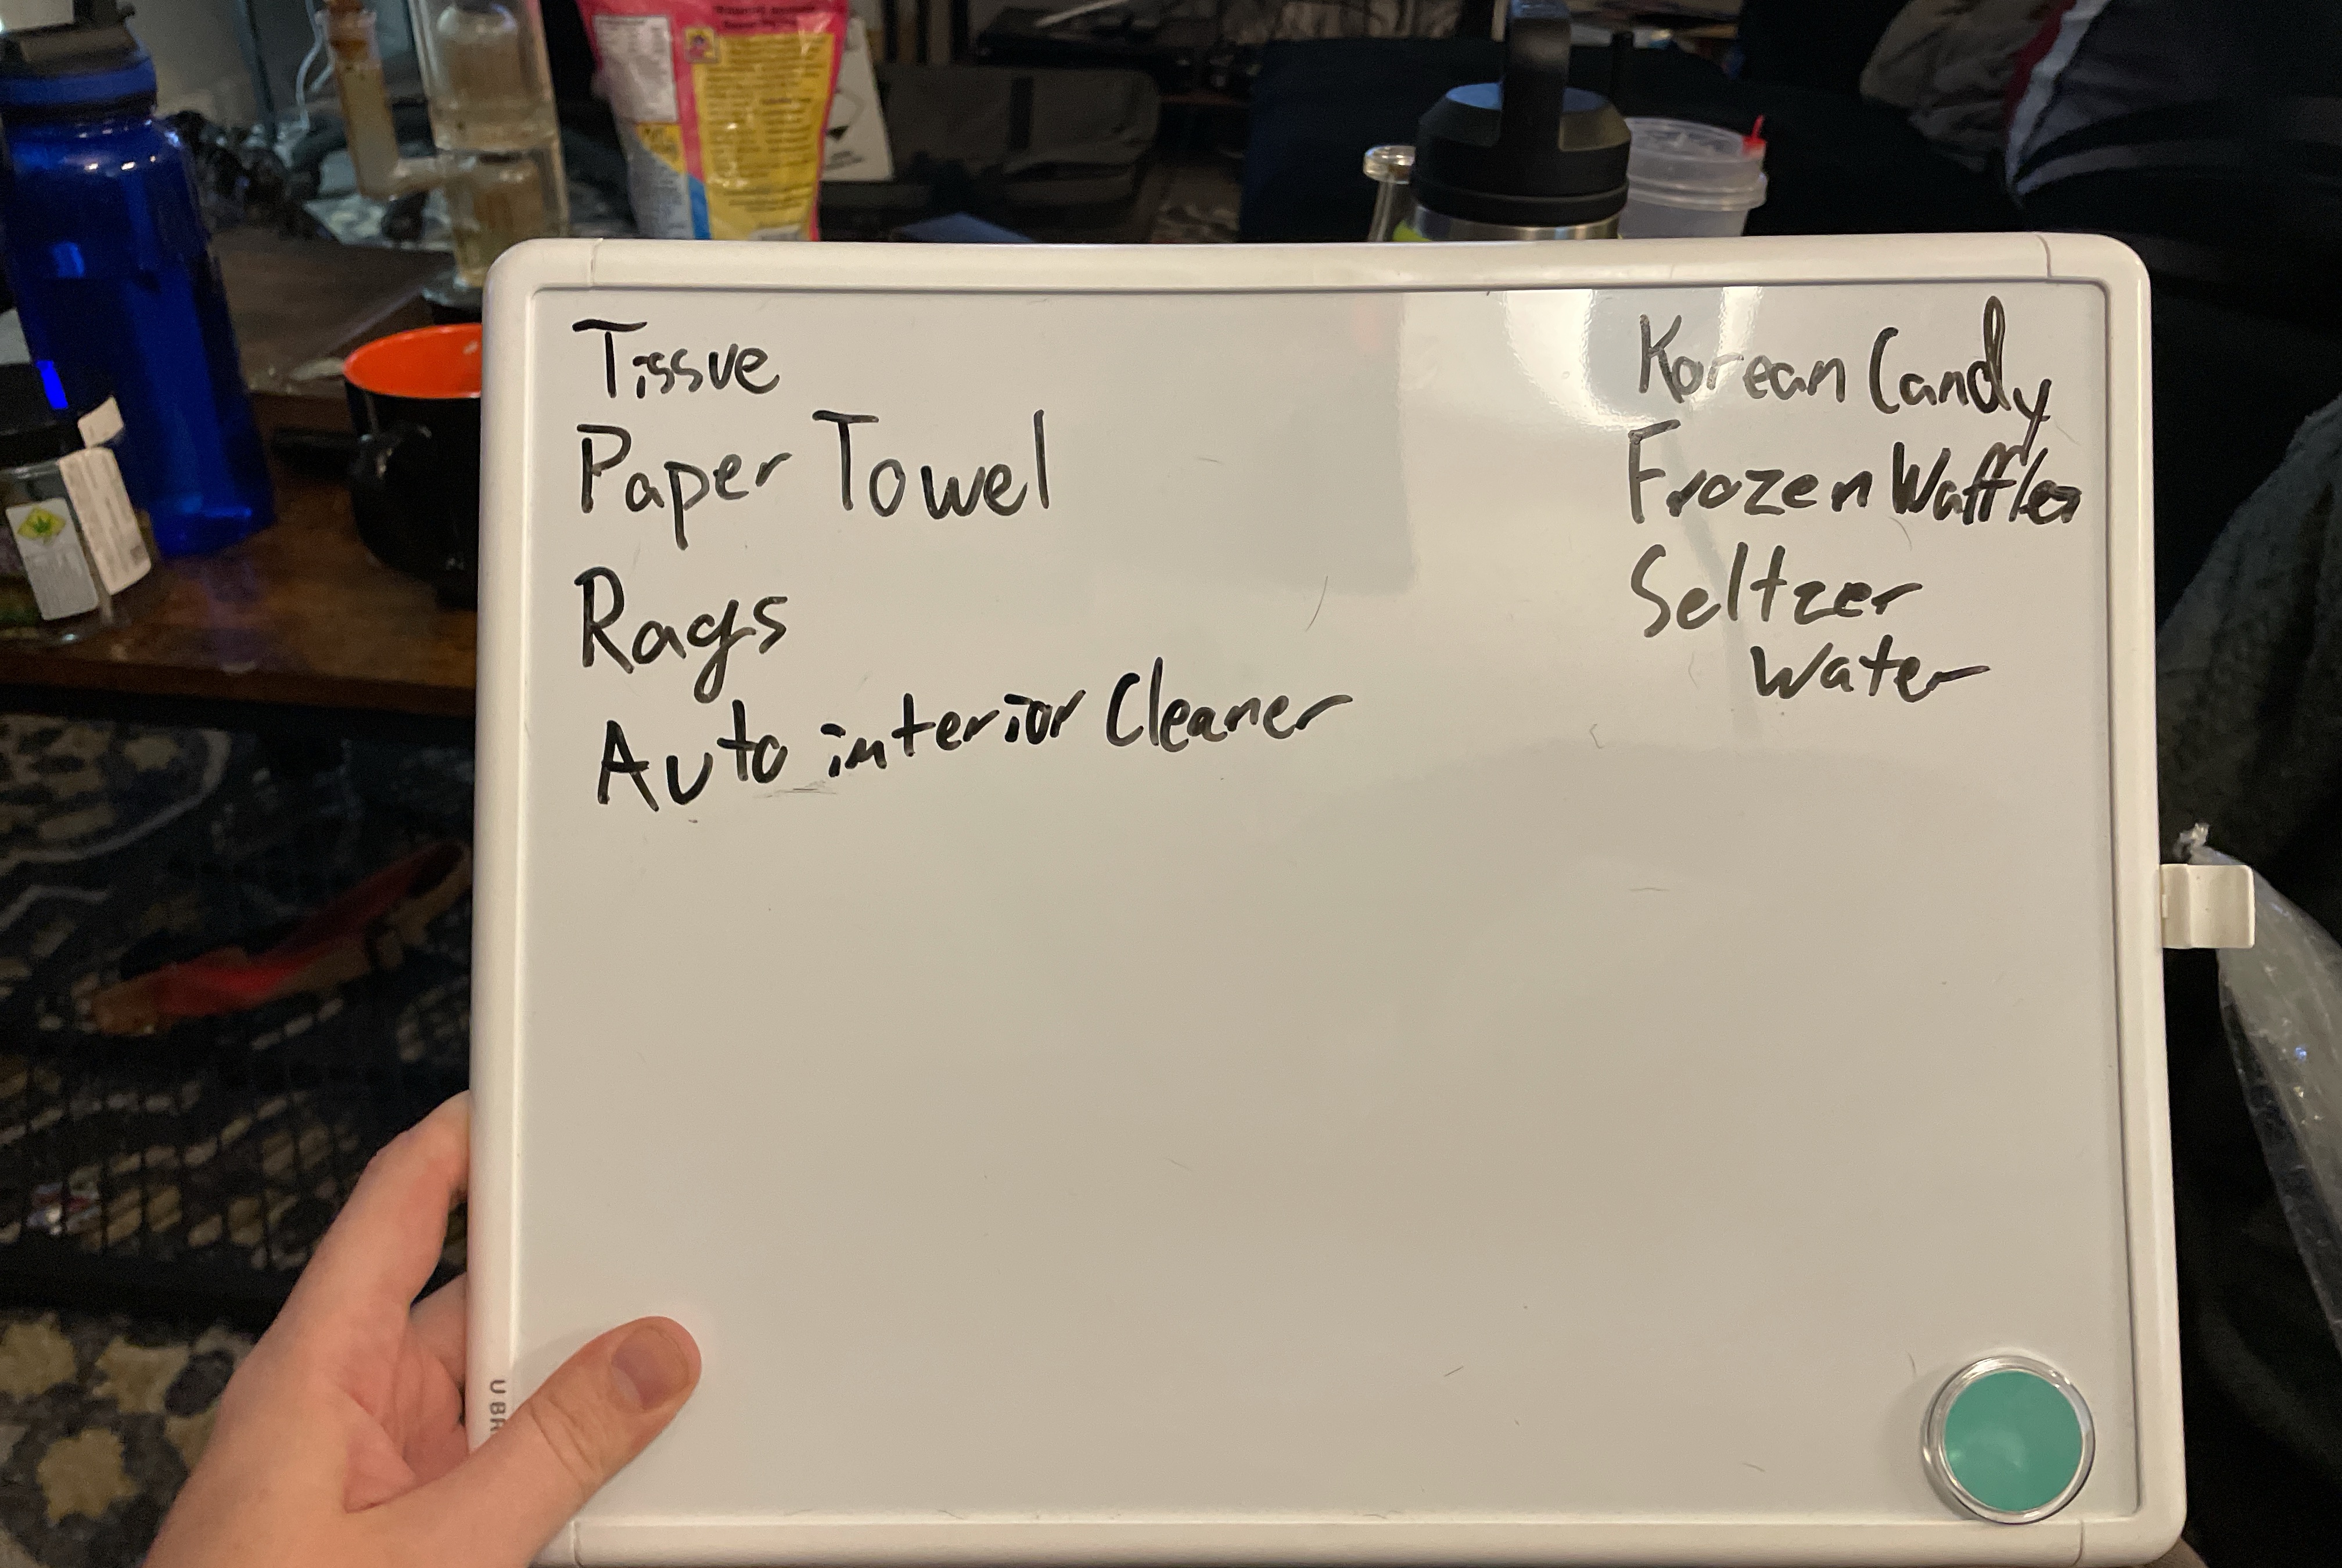 Tissue
Paper Towel
Rags
Auto interior Cleaner
Korean Candy
Frozen Waffles
Seltzer
Water
U BR